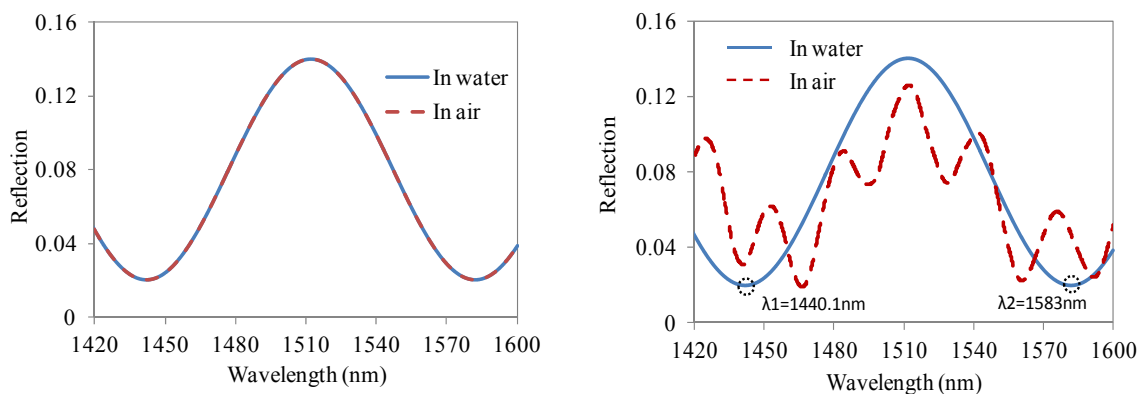 0.16
0.12
0.08
0.04
0
Reflection
In water
In air
1420 1450 1480 1510 1540 1570 1600
Wavelength (nm)
0.16
0.12
0.08
0.04
0
Reflection
In water
In air
λ1=1440.1nm
λ2=1583nm
1420 1450 1480 1510 1540 1570 1600
Wavelength (nm)